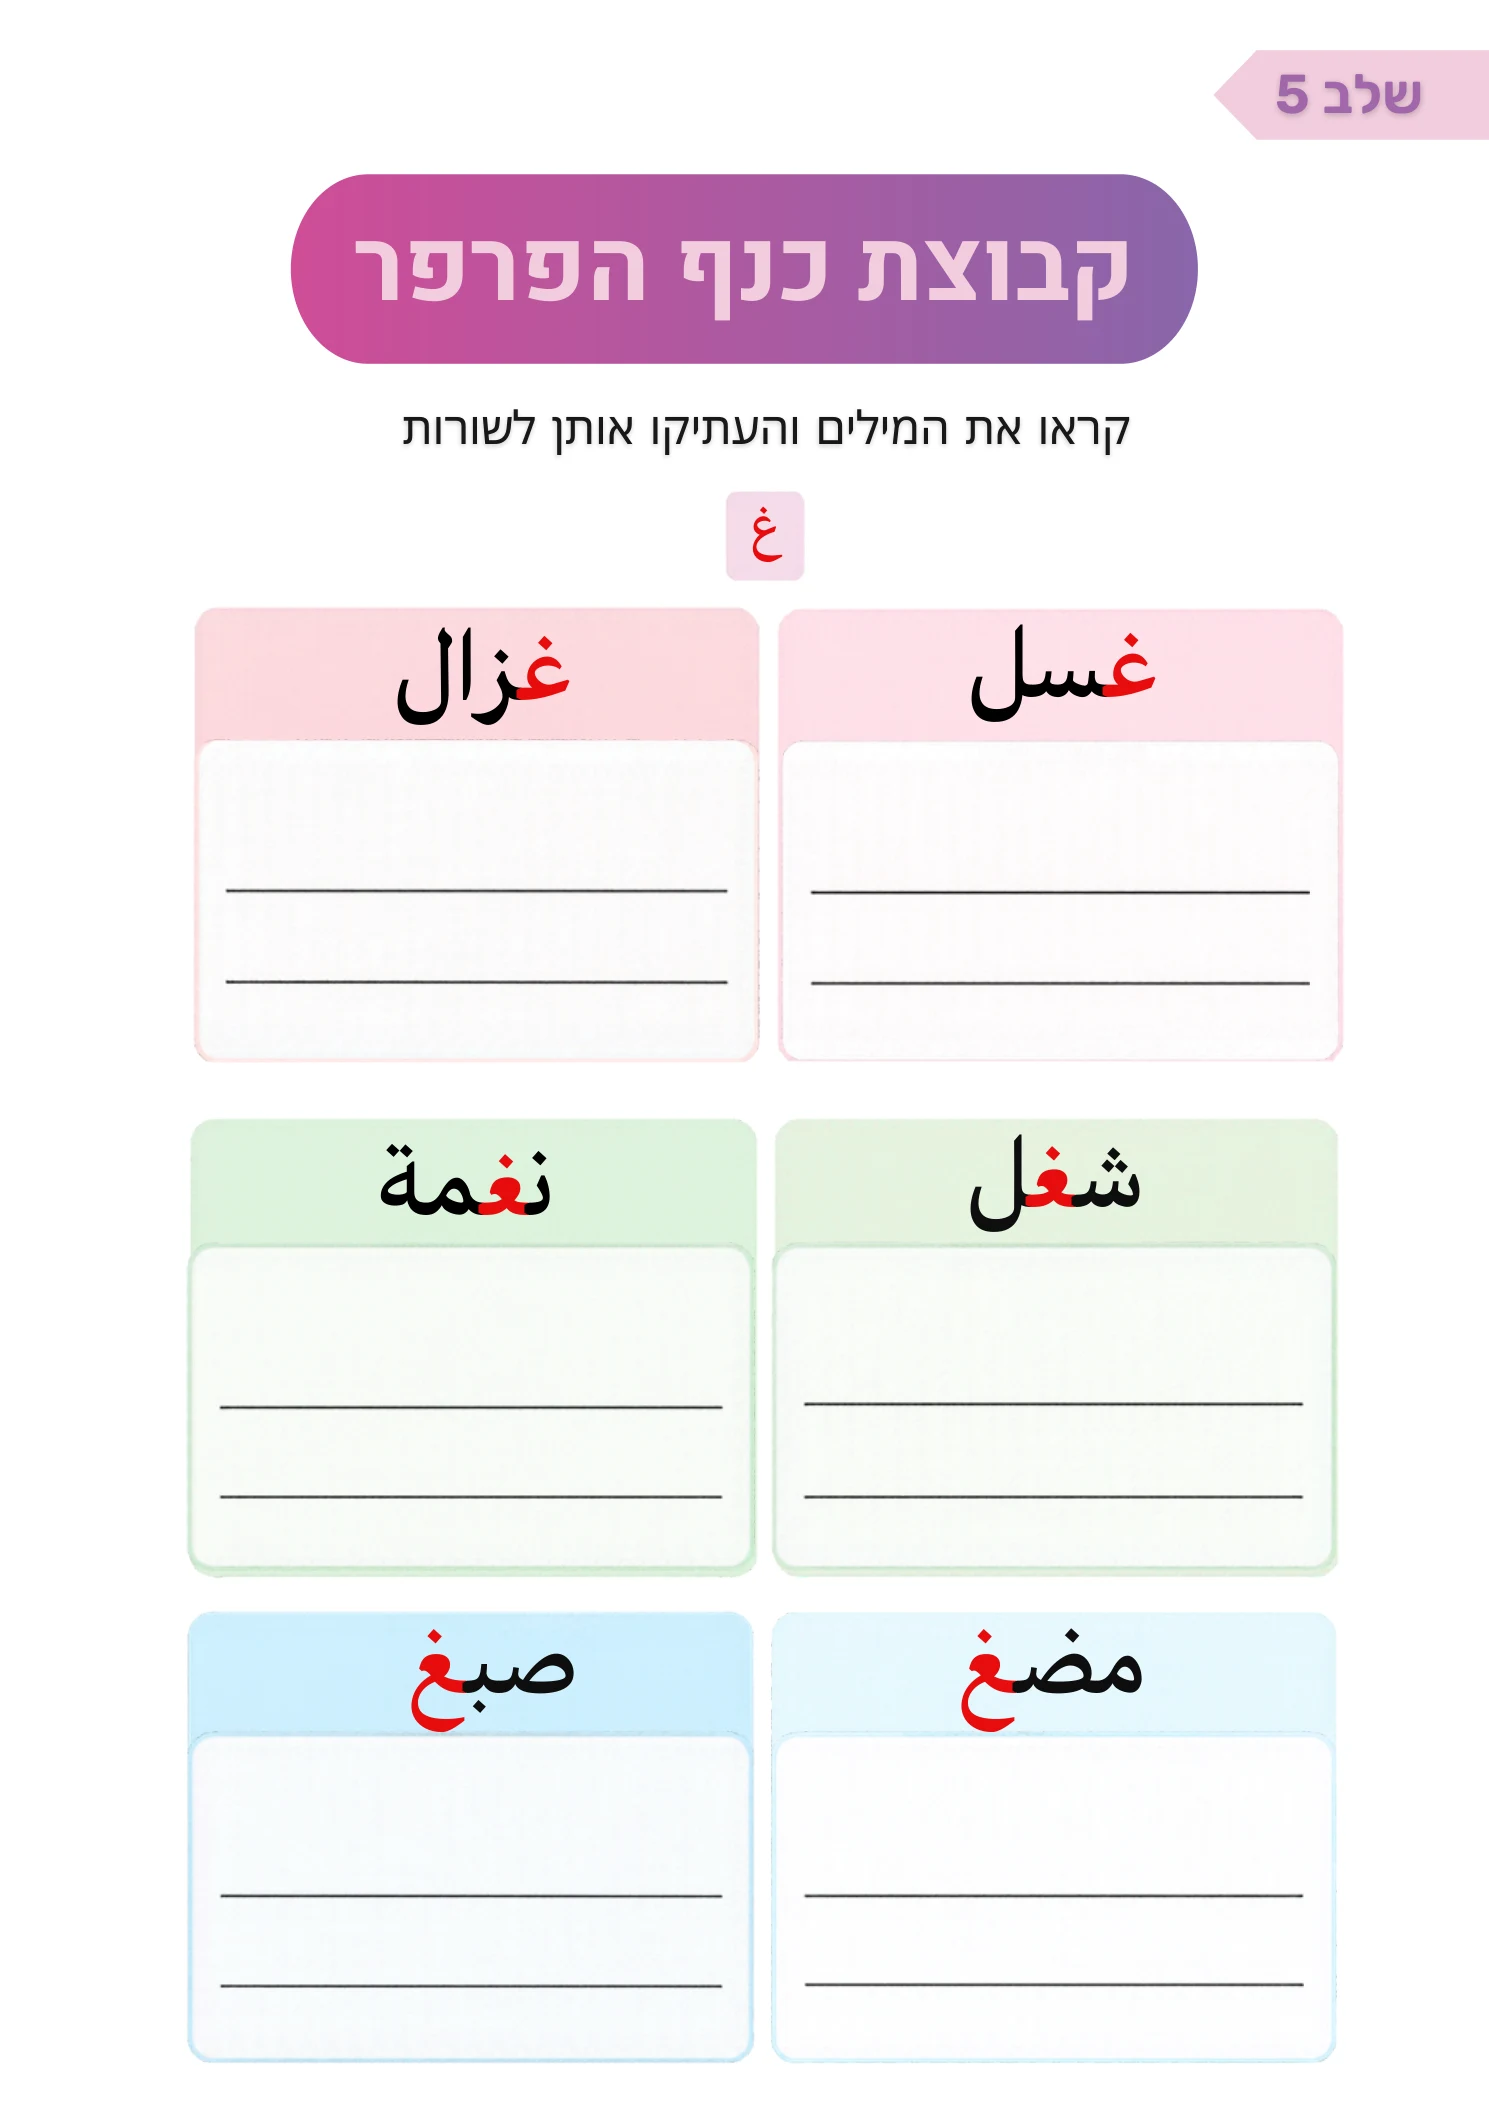 שלב 5
קבוצת כנף הפרפר
קראו את המילים והעתיקו אותן לשורות
غ
غسل
غزال
شغل
نغمة
مضغ
صبغ